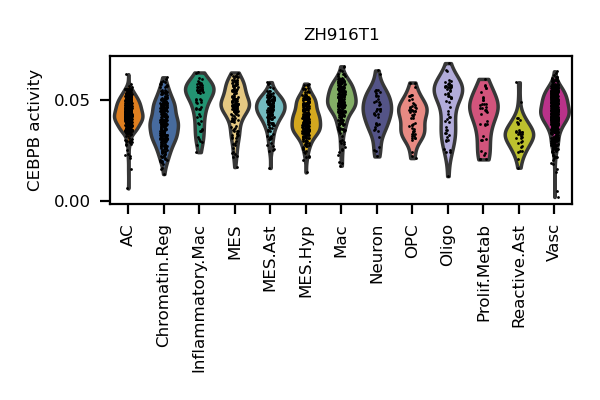 ZH916T1
CEBPB activity
0.05
0.00
AC
Chromatin.Reg
Inflammatory.Mac
MES
MES.Ast
MES.Hyp
Mac
Neuron
OPC
Oligo
Prolif.Metab
Reactive.Ast
Vasc